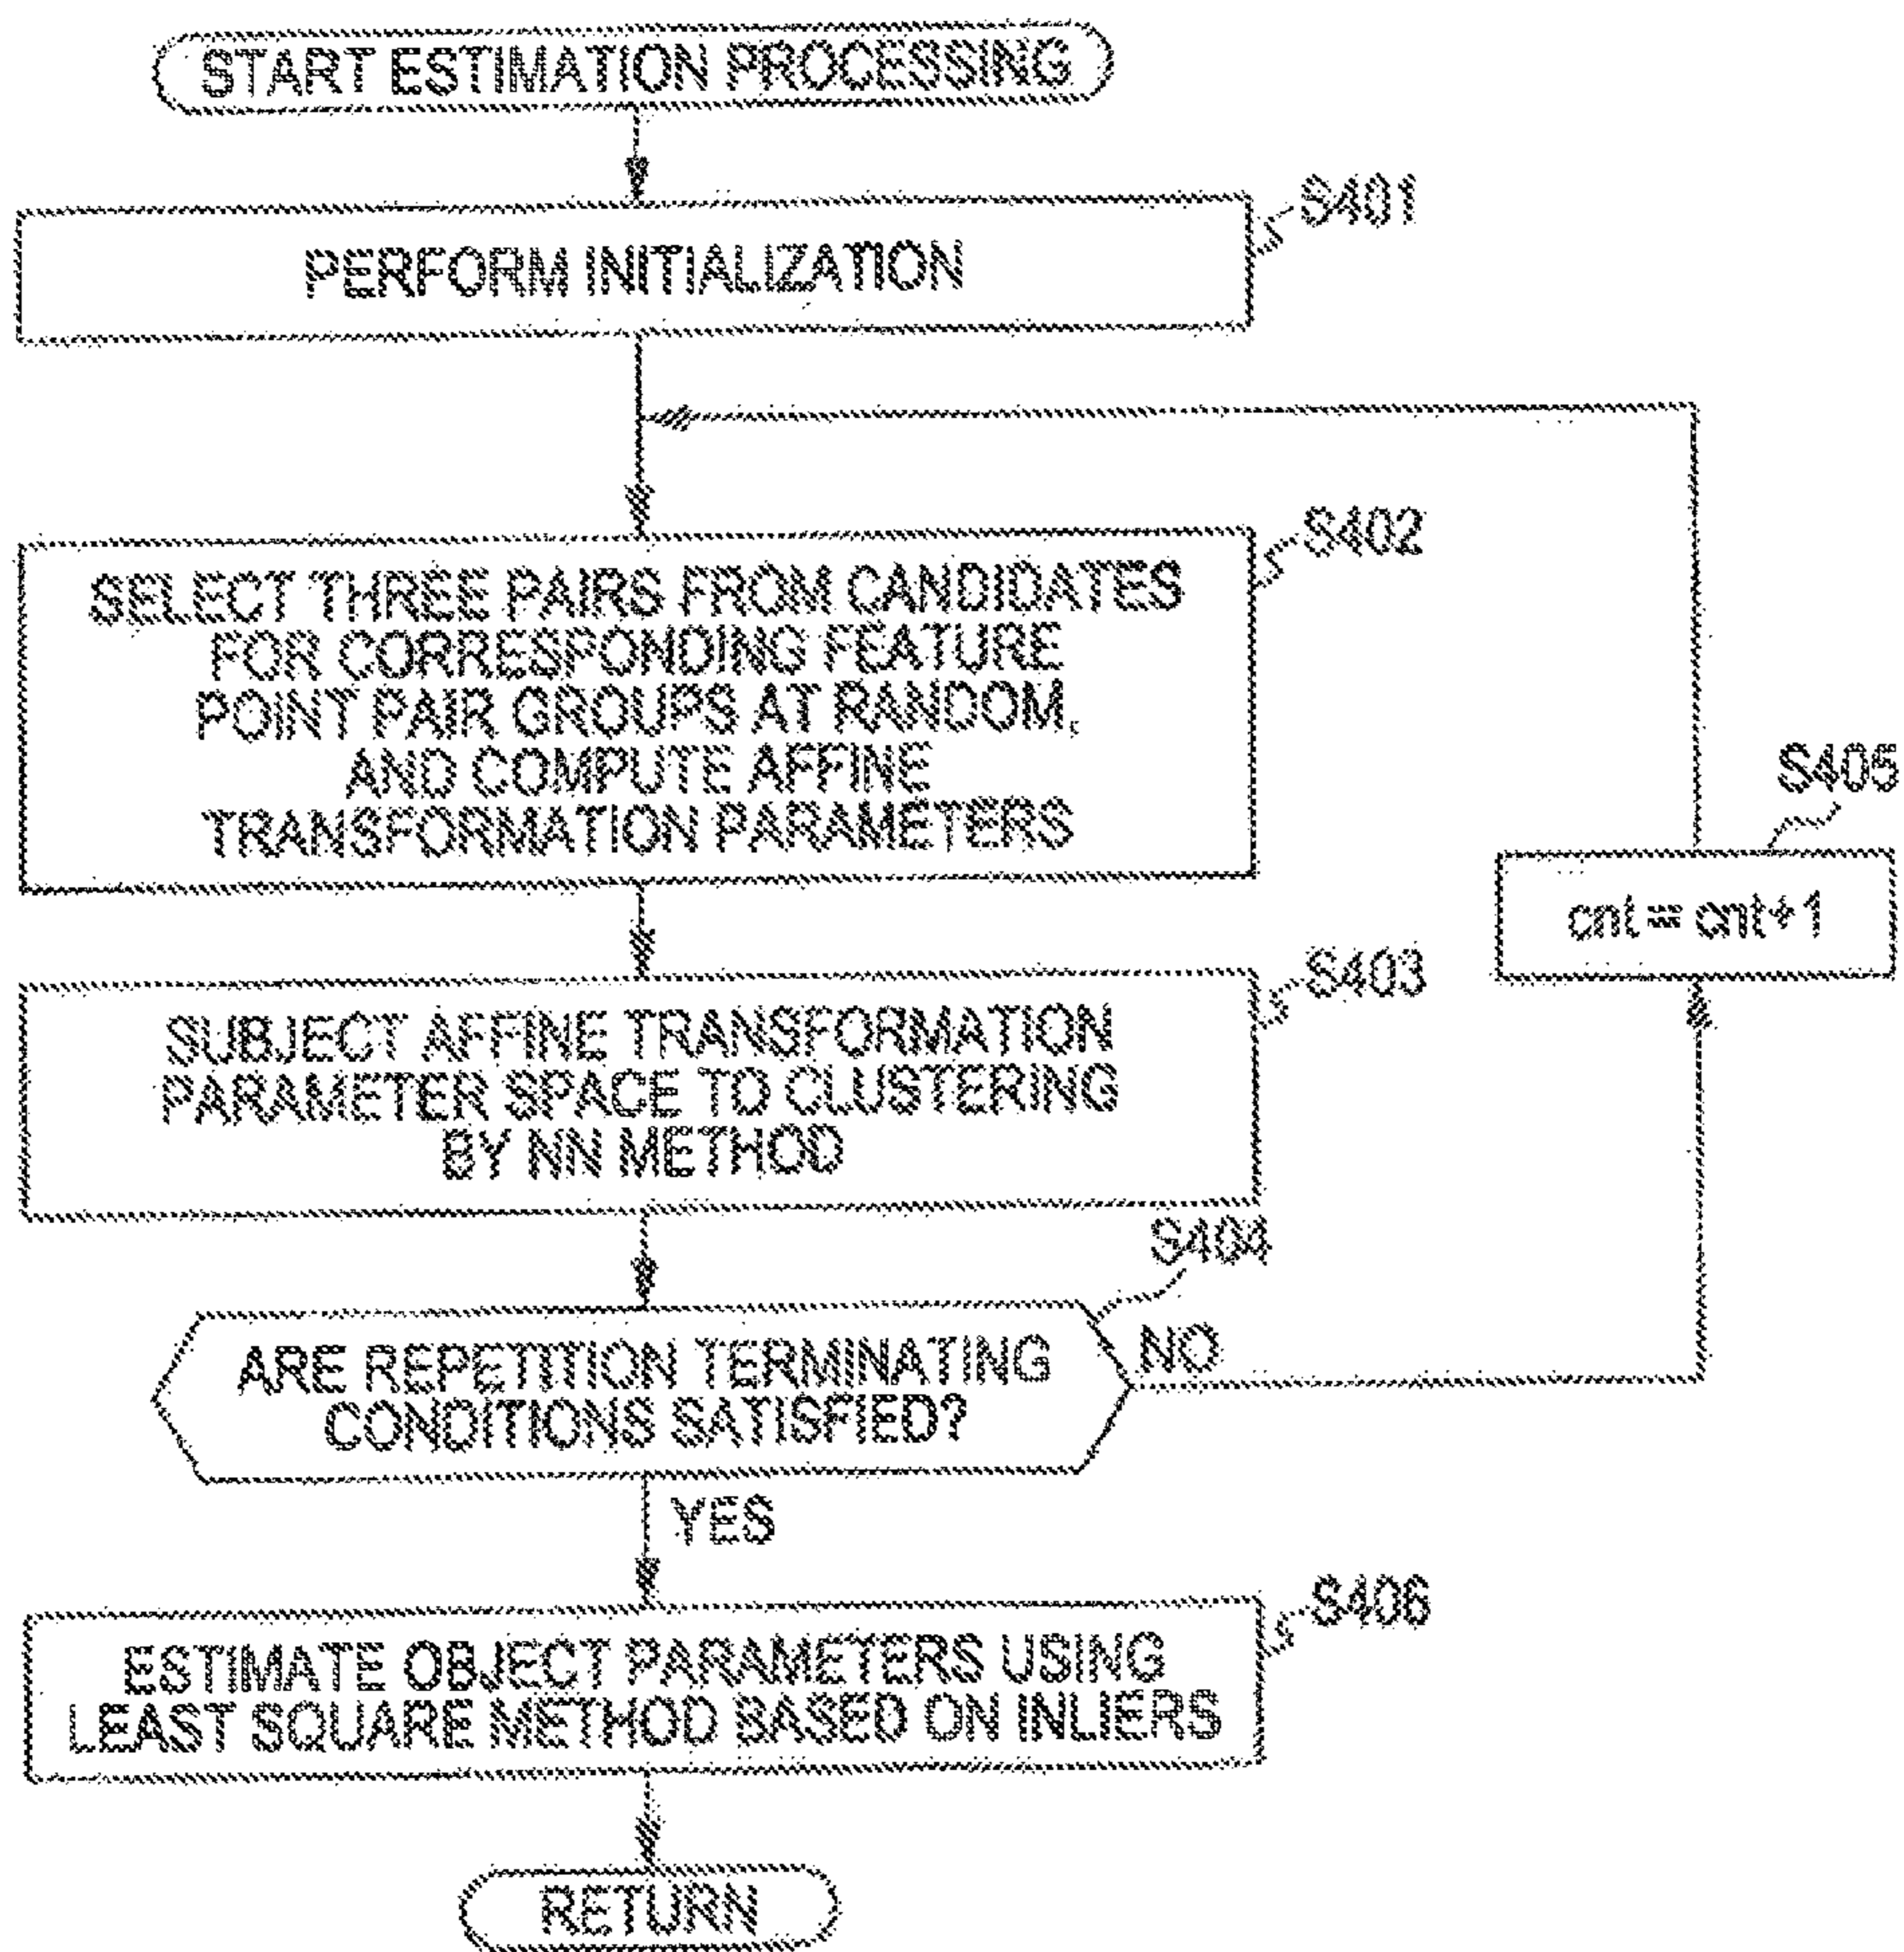 START ESTIMATION PROCESSING
S401
PERFORM INITIALIZATION
S402
SELECT THREE PAIRS FROM CANDIDATES
FOR CORRESPONDING FEATURE
POINT PAIR GROUPS AT RANDOM,
AND COMPUTE AFFINE
TRANSFORMATION PARAMETERS
S405
cnt = cnt+1
S403
SUBJECT AFFINE TRANSFORMATION
PARAMETER SPACE TO CLUSTERING
BY NN METHOD
S404
ARE REPETITION TERMINATING
CONDITIONS SATISFIED?
NO
YES
S406
ESTIMATE OBJECT PARAMETERS USING
LEAST SQUARE METHOD BASED ON INLIERS
RETURN